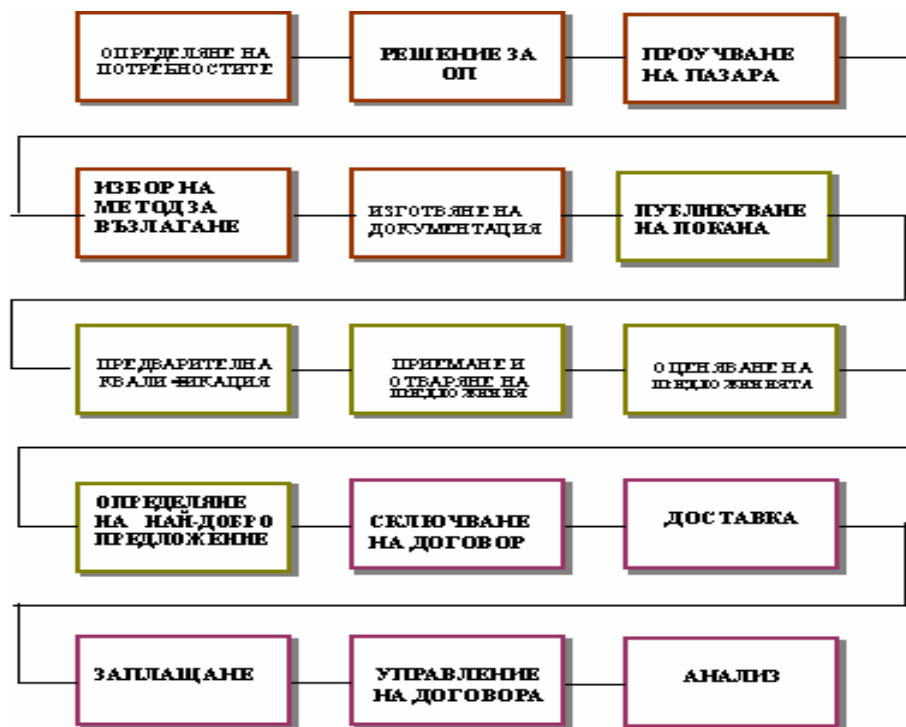 ОПРЕДЕЛЯНЕ НА
ПОТРЕБНОСТИТЕ
РЕШЕНИЕ ЗА
ОП
ПРОУЧВАНЕ
НА ПАЗАРА
ИЗБОР НА
МЕТОД ЗА
ВЪЗЛАГАНЕ
ИЗГОТВЯНЕ НА
ДОКУМЕНТАЦИЯ
ПУБЛИКУВАНЕ
НА ПОКАНА
ПРЕДВАРИТЕЛНА
КВАЛИФИКАЦИЯ
ПРИЕМАНЕ И
ОТВАРЯНЕ НА
ПРЕДЛОЖЕНИЯ
ОЦЕНЯВАНЕ НА
ПРЕДЛОЖЕНИЯТА
ОПРЕДЕЛЯНЕ
НА НАЙ-ДОБРО
ПРЕДЛОЖЕНИЕ
СКЛЮЧВАНЕ
НА ДОГОВОР
ДОСТАВКА
ЗАПЛАЩАНЕ
УПРАВЛЕНИЕ
НА ДОГОВОРА
АНАЛИЗ